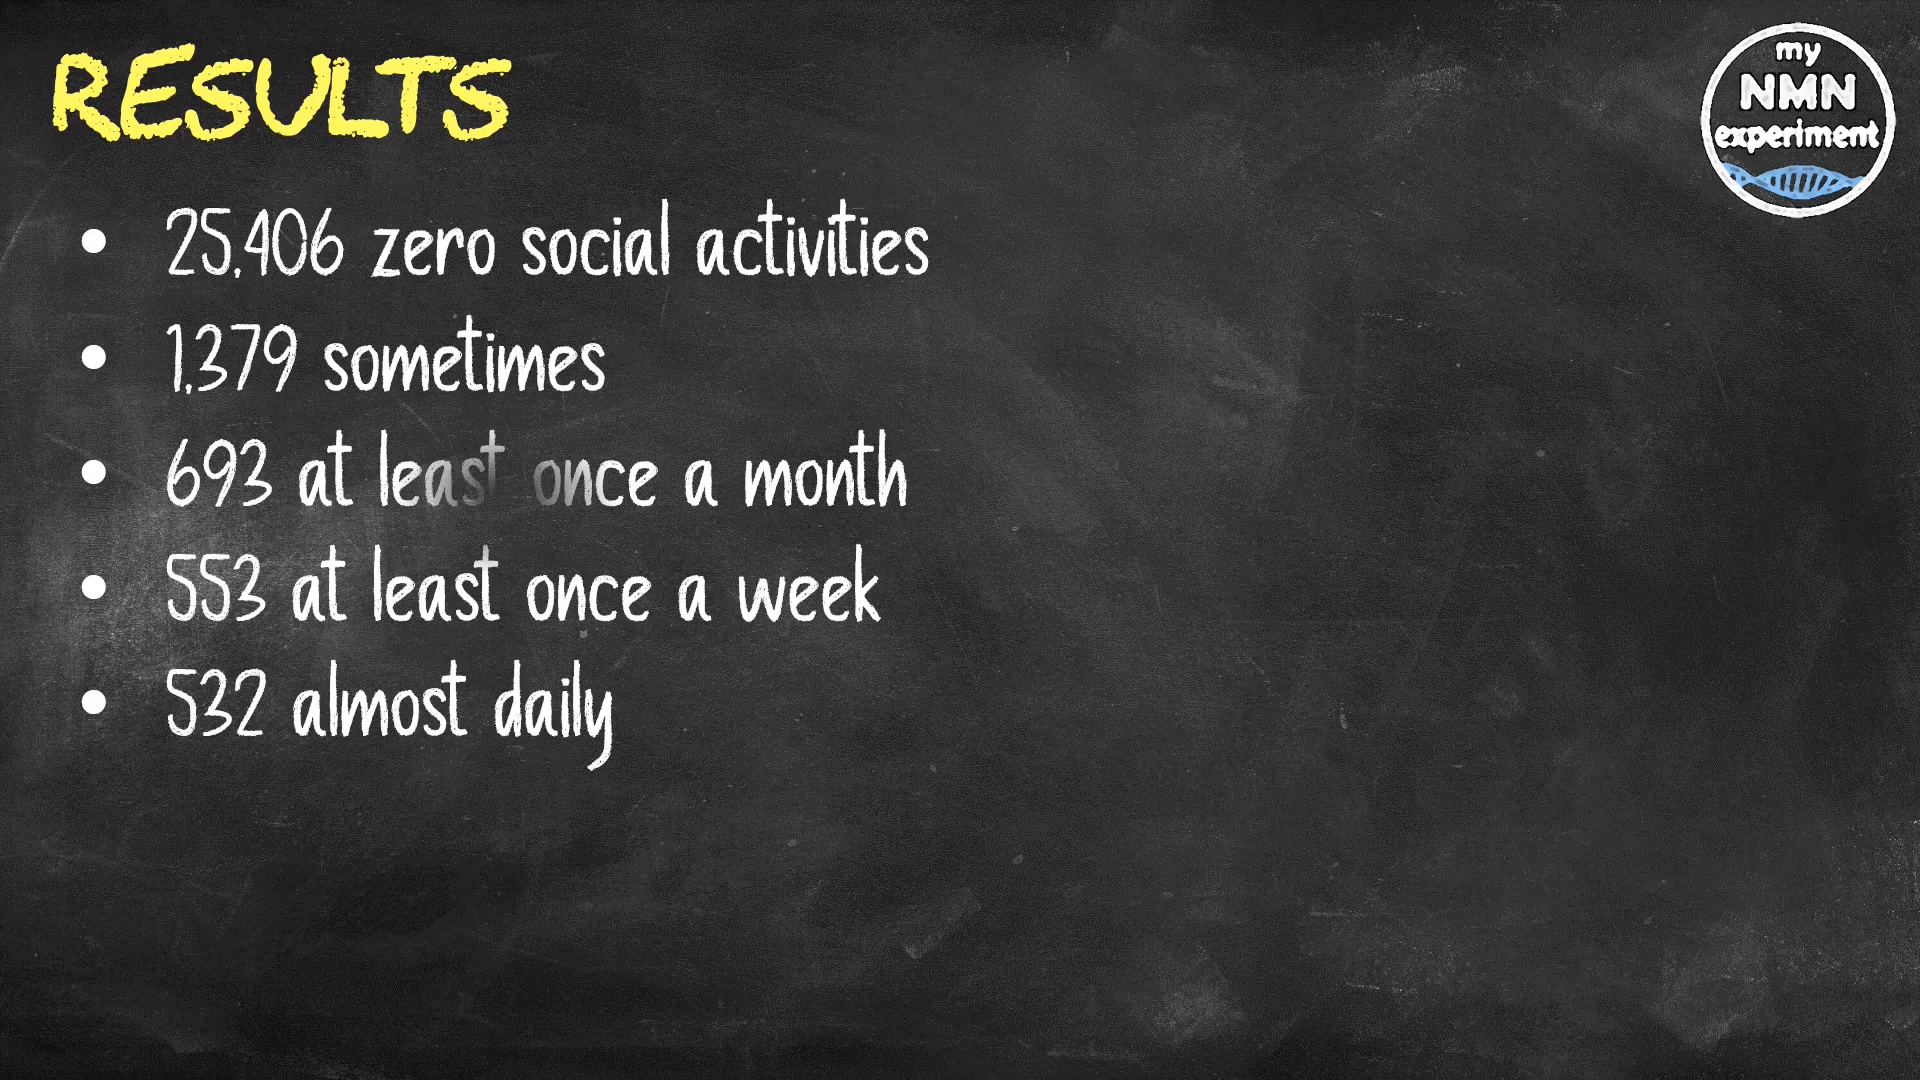 RESULTS
my
NMN
experiment
• 25,406 zero social activities
• 1,379 sometimes
• 693 at least once a month
• 553 at least once a week
• 532 almost daily